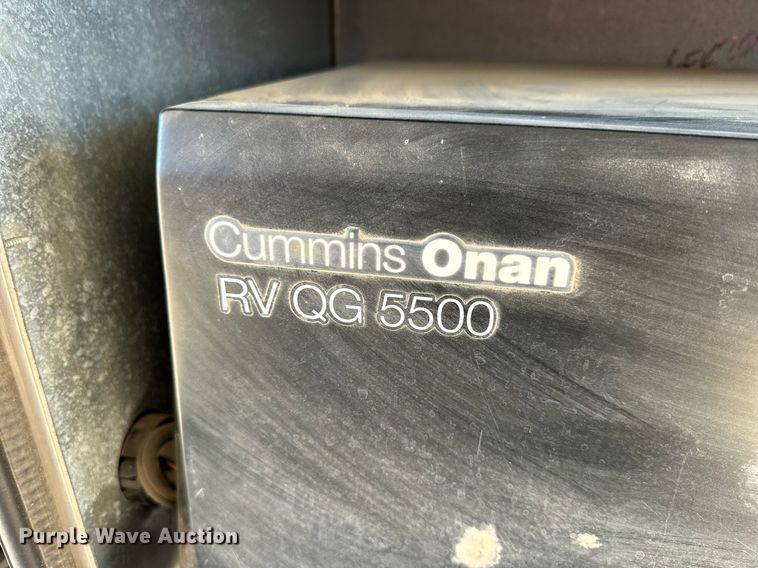 Cummins Onan
RV QG 5500
Purple Wave Auction